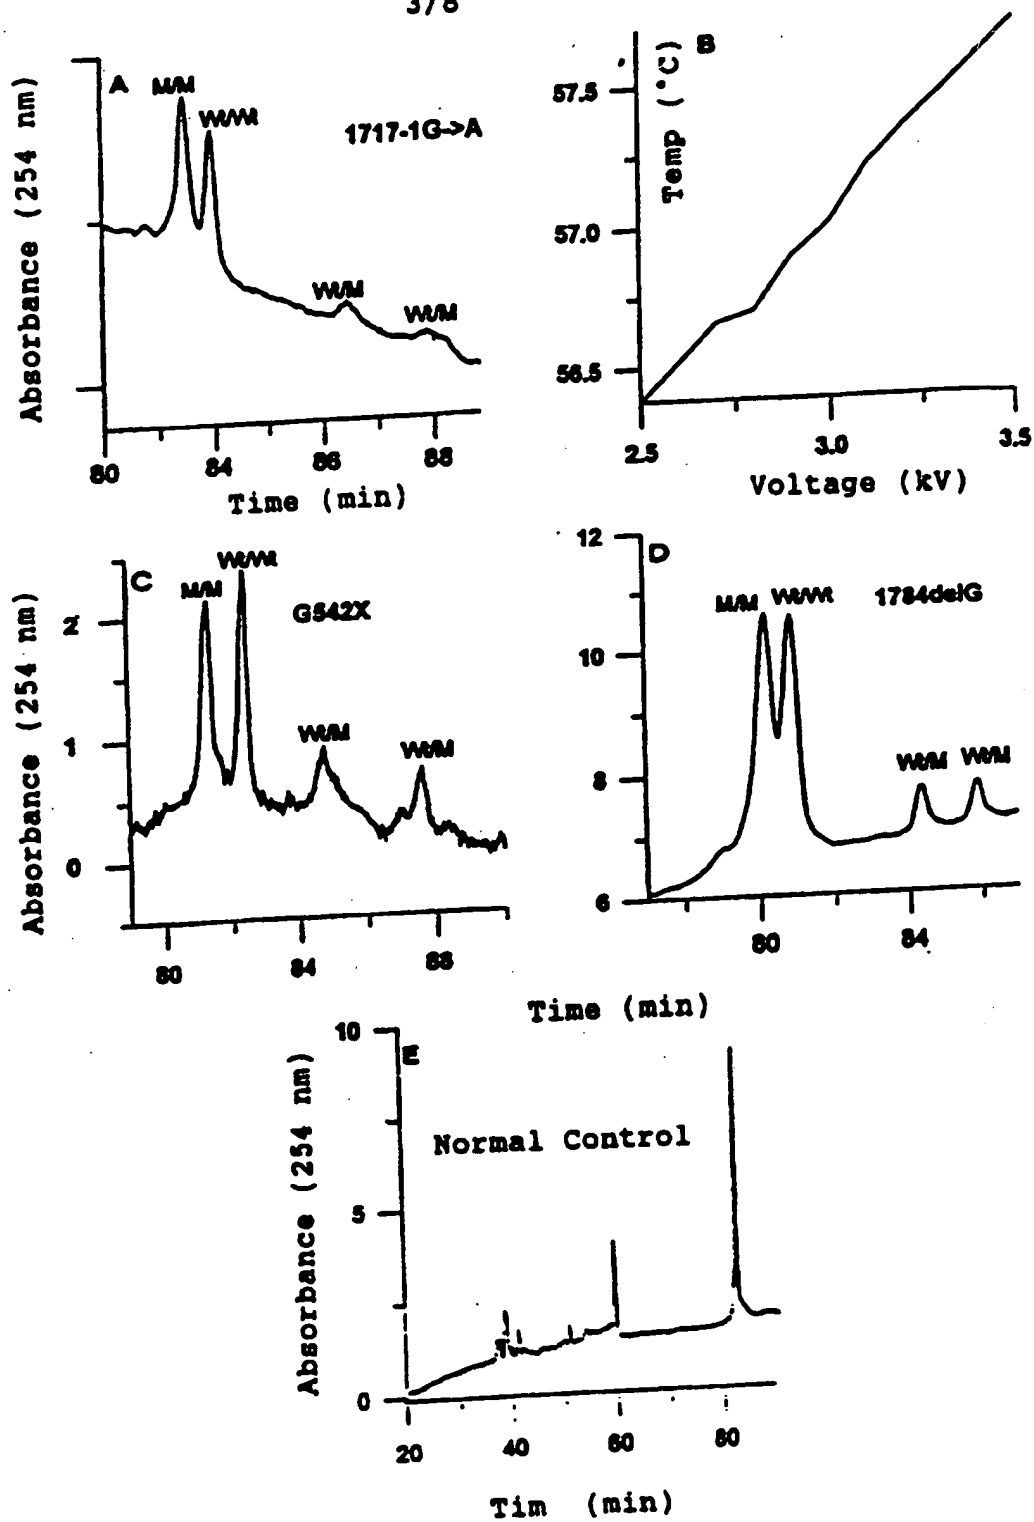 3/8
A
M/M
Wt/Wt
1717-1G->A
Wt/M
Wt/M
Absorbance (254 nm)
80
84
86
88
Time (min)
B
Temp (°C)
57.5
57.0
56.5
2.5
3.0
3.5
Voltage (kV)
C
M/M
Wt/Wt
G542X
Wt/M
Wt/M
Absorbance (254 nm)
2
1
0
80
84
88
D
M/M
Wt/Wt
1784delG
Wt/M
Wt/M
12
10
8
6
80
84
Time (min)
E
Normal Control
Absorbance (254 nm)
10
5
0
20
40
60
80
Tim (min)